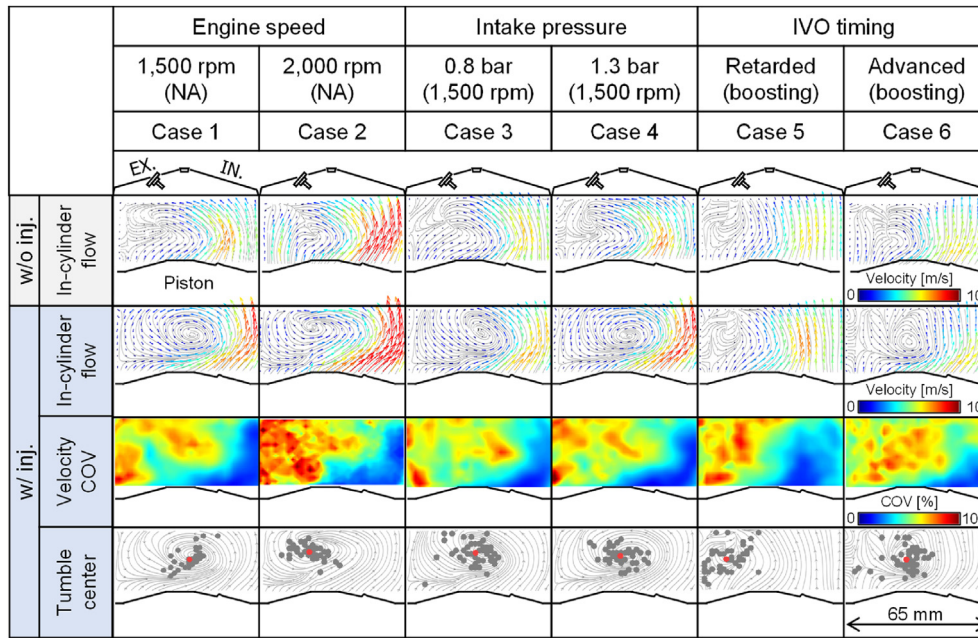 Engine speed
Intake pressure
IVO timing
1,500 rpm
(NA)
2,000 rpm
(NA)
0.8 bar
(1,500 rpm)
1.3 bar
(1,500 rpm)
Retarded
(boosting)
Advanced
(boosting)
Case 1
Case 2
Case 3
Case 4
Case 5
Case 6
EX.
IN.
w/o inj.
In-cylinder
flow
Piston
Velocity [m/s]
0
10
w/ inj.
In-cylinder
flow
Velocity [m/s]
0
10
Velocity
COV
COV [%]
0
10
Tumble
center
65 mm